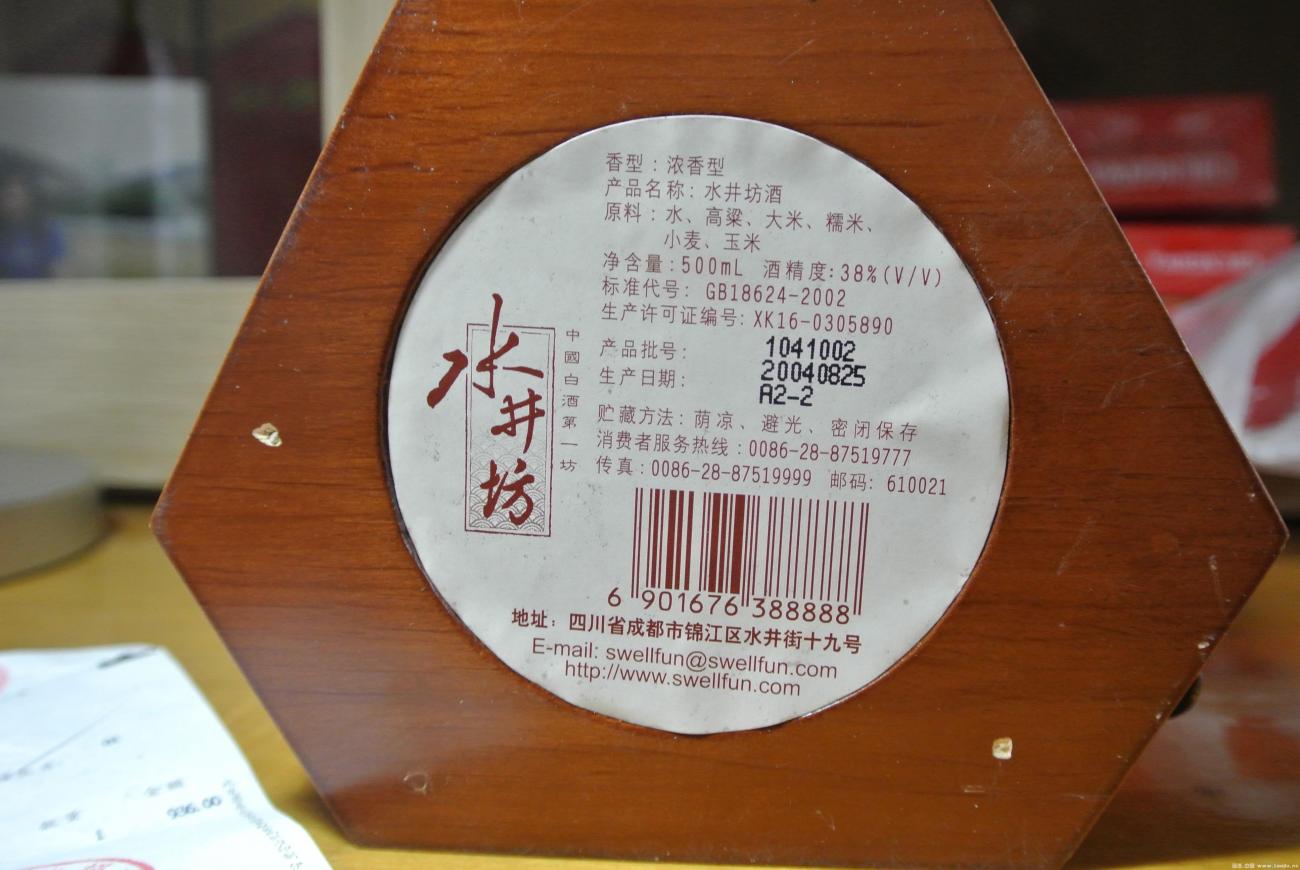 香型：浓香型
产品名称：水井坊酒
原料：水、高粱、大米、糯米、
小麦、玉米
净含量：500mL 酒精度：38%(V/V)
标准代号：GB18624-2002
生产许可证编号：XK16-0305890
产品批号：1041002
生产日期：20040825
A2-2
贮藏方法：荫凉、避光、密闭保存
消费者服务热线：0086-28-87519777
传真：0086-28-87519999 邮码：610021
水井坊
中國白酒第一坊
6 901676 388888
地址：四川省成都市锦江区水井街十九号
E-mail: swellfun@swellfun.com
http://www.swellfun.com
936.00